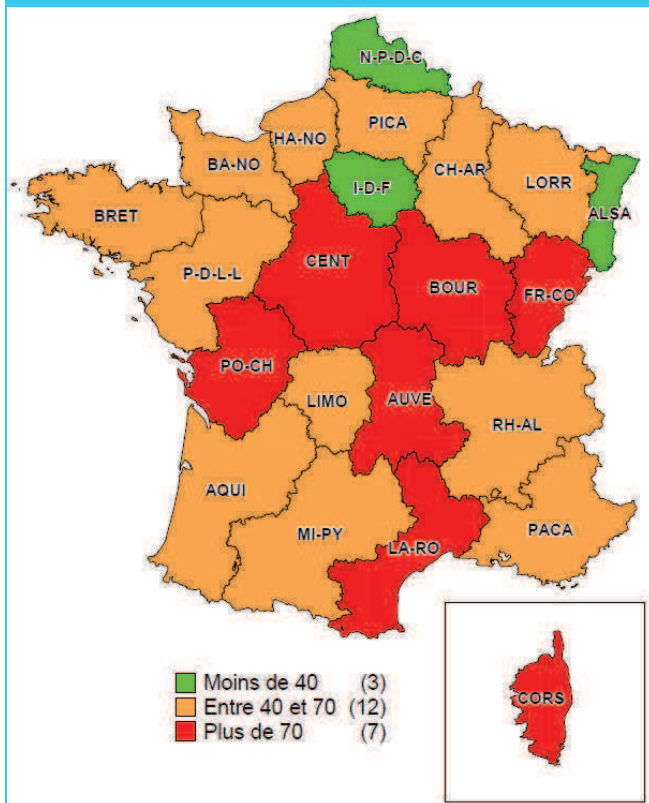 N-P-D-C
PICA
HA-NO
BA-NO
CH-AR
I-D-F
LORR
ALSA
BRET
P-D-L-L
CENT
BOUR
FR-CO
PO-CH
LIMO
AUVE
RH-AL
AQUI
MI-PY
LA-RO
PACA
Moins de 40 (3)
Entre 40 et 70 (12)
Plus de 70 (7)
CORS